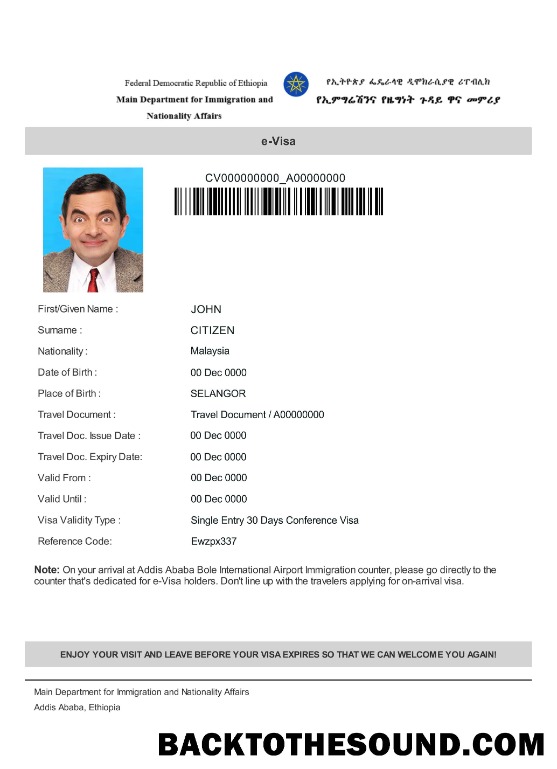 Federal Democratic Republic of Ethiopia
Main Department for Immigration and
Nationality Affairs
የኢትዮጵያ ፌዴራላዊ ዲሞክራሲያዊ ሪፐብሊክ
የኢምግሬሽንና የዜግነት ጉዳይ ዋና መምሪያ
e-Visa
CV000000000_A00000000
First/Given Name : JOHN
Surname : CITIZEN
Nationality : Malaysia
Date of Birth : 00 Dec 0000
Place of Birth : SELANGOR
Travel Document : Travel Document / A00000000
Travel Doc. Issue Date : 00 Dec 0000
Travel Doc. Expiry Date: 00 Dec 0000
Valid From : 00 Dec 0000
Valid Until : 00 Dec 0000
Visa Validity Type : Single Entry 30 Days Conference Visa
Reference Code: Ewzpx337
Note: On your arrival at Addis Ababa Bole International Airport Immigration counter, please go directly to the
counter that's dedicated for e-Visa holders. Don't line up with the travelers applying for on-arrival visa.
ENJOY YOUR VISIT AND LEAVE BEFORE YOUR VISA EXPIRES SO THAT WE CAN WELCOME YOU AGAIN!
Main Department for Immigration and Nationality Affairs
Addis Ababa, Ethiopia
BACKTOTHESOUND.COM